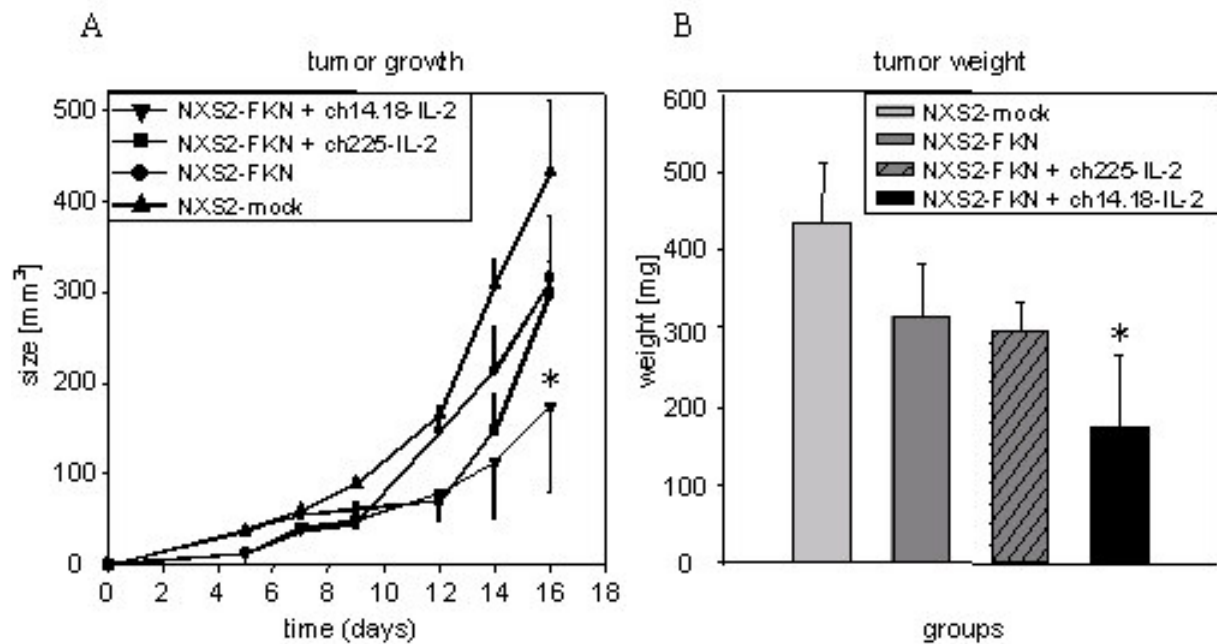 A
tumor growth
NXS2-FKN + ch14.18-IL-2
NXS2-FKN + ch225-IL-2
NXS2-FKN
NXS2-mock
500
400
300
200
100
0
size [mm³]
0 2 4 6 8 10 12 14 16 18
time (days)
*
B
tumor weight
NXS2-mock
NXS2-FKN
NXS2-FKN + ch225-IL-2
NXS2-FKN + ch14.18-IL-2
600
500
400
300
200
100
0
weight [mg]
*
groups